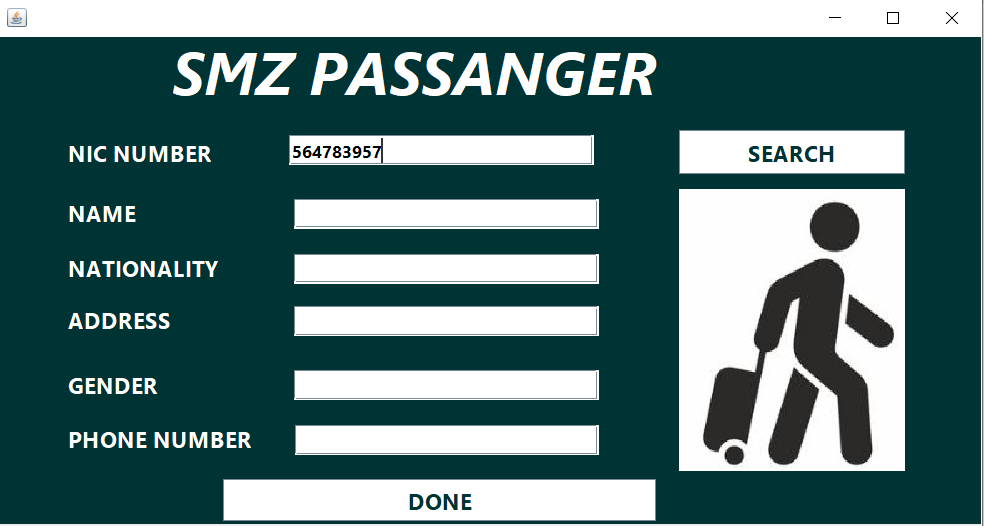 SMZ PASSANGER
NIC NUMBER 564783957 SEARCH
NAME
NATIONALITY
ADDRESS
GENDER
PHONE NUMBER
DONE